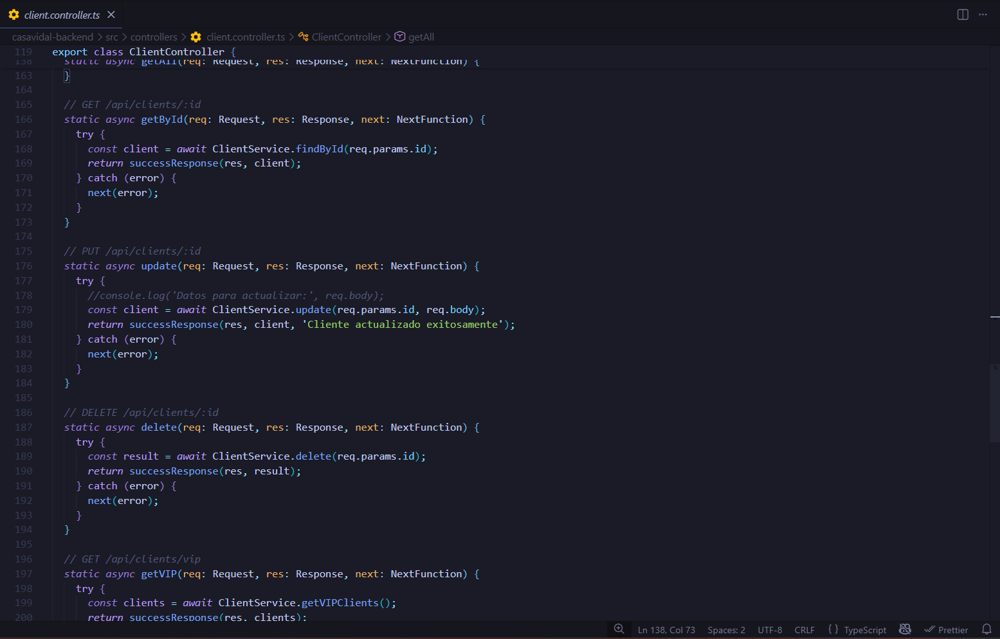 client.controller.ts
casavidal-backend > src > controllers > client.controller.ts > ClientController > getAll
119 export class ClientController {
138 static async getAll(req: Request, res: Response, next: NextFunction) {
163 }
164
165 // GET /api/clients/:id
166 static async getById(req: Request, res: Response, next: NextFunction) {
167 try {
168 const client = await ClientService.findById(req.params.id);
169 return successResponse(res, client);
170 } catch (error) {
171 next(error);
172 }
173 }
174
175 // PUT /api/clients/:id
176 static async update(req: Request, res: Response, next: NextFunction) {
177 try {
178 //console.log('Datos para actualizar:', req.body);
179 const client = await ClientService.update(req.params.id, req.body);
180 return successResponse(res, client, 'Cliente actualizado exitosamente');
181 } catch (error) {
182 next(error);
183 }
184 }
185
186 // DELETE /api/clients/:id
187 static async delete(req: Request, res: Response, next: NextFunction) {
188 try {
189 const result = await ClientService.delete(req.params.id);
190 return successResponse(res, result);
191 } catch (error) {
192 next(error);
193 }
194 }
195
196 // GET /api/clients/vip
197 static async getVIP(req: Request, res: Response, next: NextFunction) {
198 try {
199 const clients = await ClientService.getVIPClients();
200 return successResponse(res, clients);
Ln 138, Col 73 Spaces: 2 UTF-8 CRLF {} TypeScript Prettier